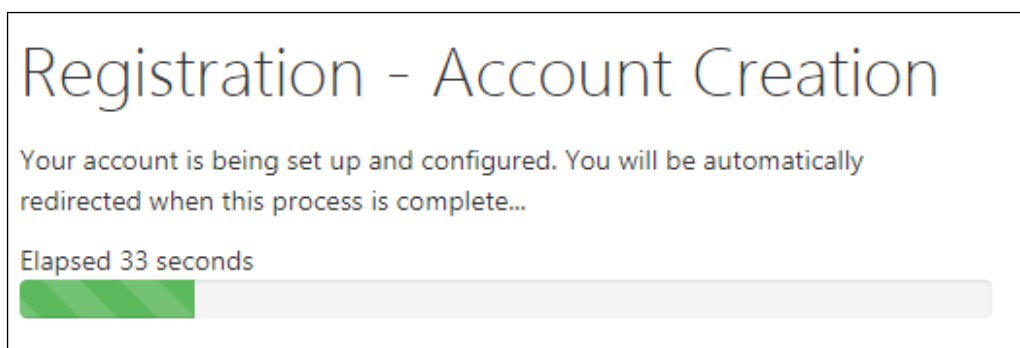 Registration - Account Creation
Your account is being set up and configured. You will be automatically
redirected when this process is complete...
Elapsed 33 seconds